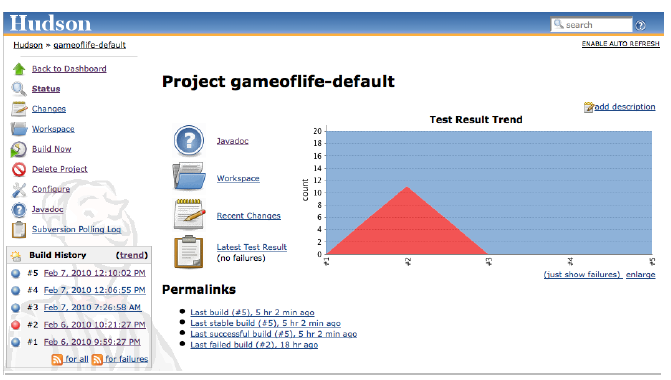 Hudson
search
Hudson » gameoflife-default
ENABLE AUTO REFRESH
Back to Dashboard
Status
Changes
Workspace
Build Now
Delete Project
Configure
Javadoc
Subversion Polling Log
Build History (trend)
#5 Feb 7, 2010 12:10:02 PM
#4 Feb 7, 2010 12:06:55 PM
#3 Feb 7, 2010 7:26:58 AM
#2 Feb 6, 2010 10:21:27 PM
#1 Feb 6, 2010 9:59:27 PM
for all for failures
Project gameoflife-default
add description
Javadoc
Workspace
Recent Changes
Latest Test Result
(no failures)
Test Result Trend
count
20
18
16
14
12
10
8
6
4
2
0
#1 #2 #3 #4 #5
(just show failures) enlarge
Permalinks
Last build (#5), 5 hr 2 min ago
Last stable build (#5), 5 hr 2 min ago
Last successful build (#5), 5 hr 2 min ago
Last failed build (#2), 18 hr ago